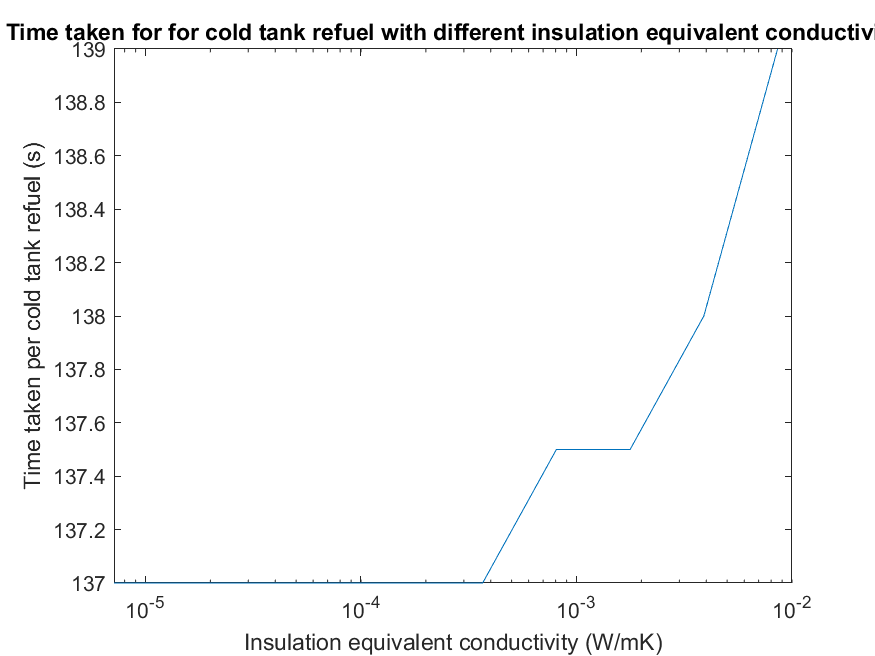 Time taken for for cold tank refuel with different insulation equivalent conductivi
139
138.8
138.6
138.4
138.2
138
137.8
137.6
137.4
137.2
137
Time taken per cold tank refuel (s)
10-5 10-4 10-3 10-2
Insulation equivalent conductivity (W/mK)